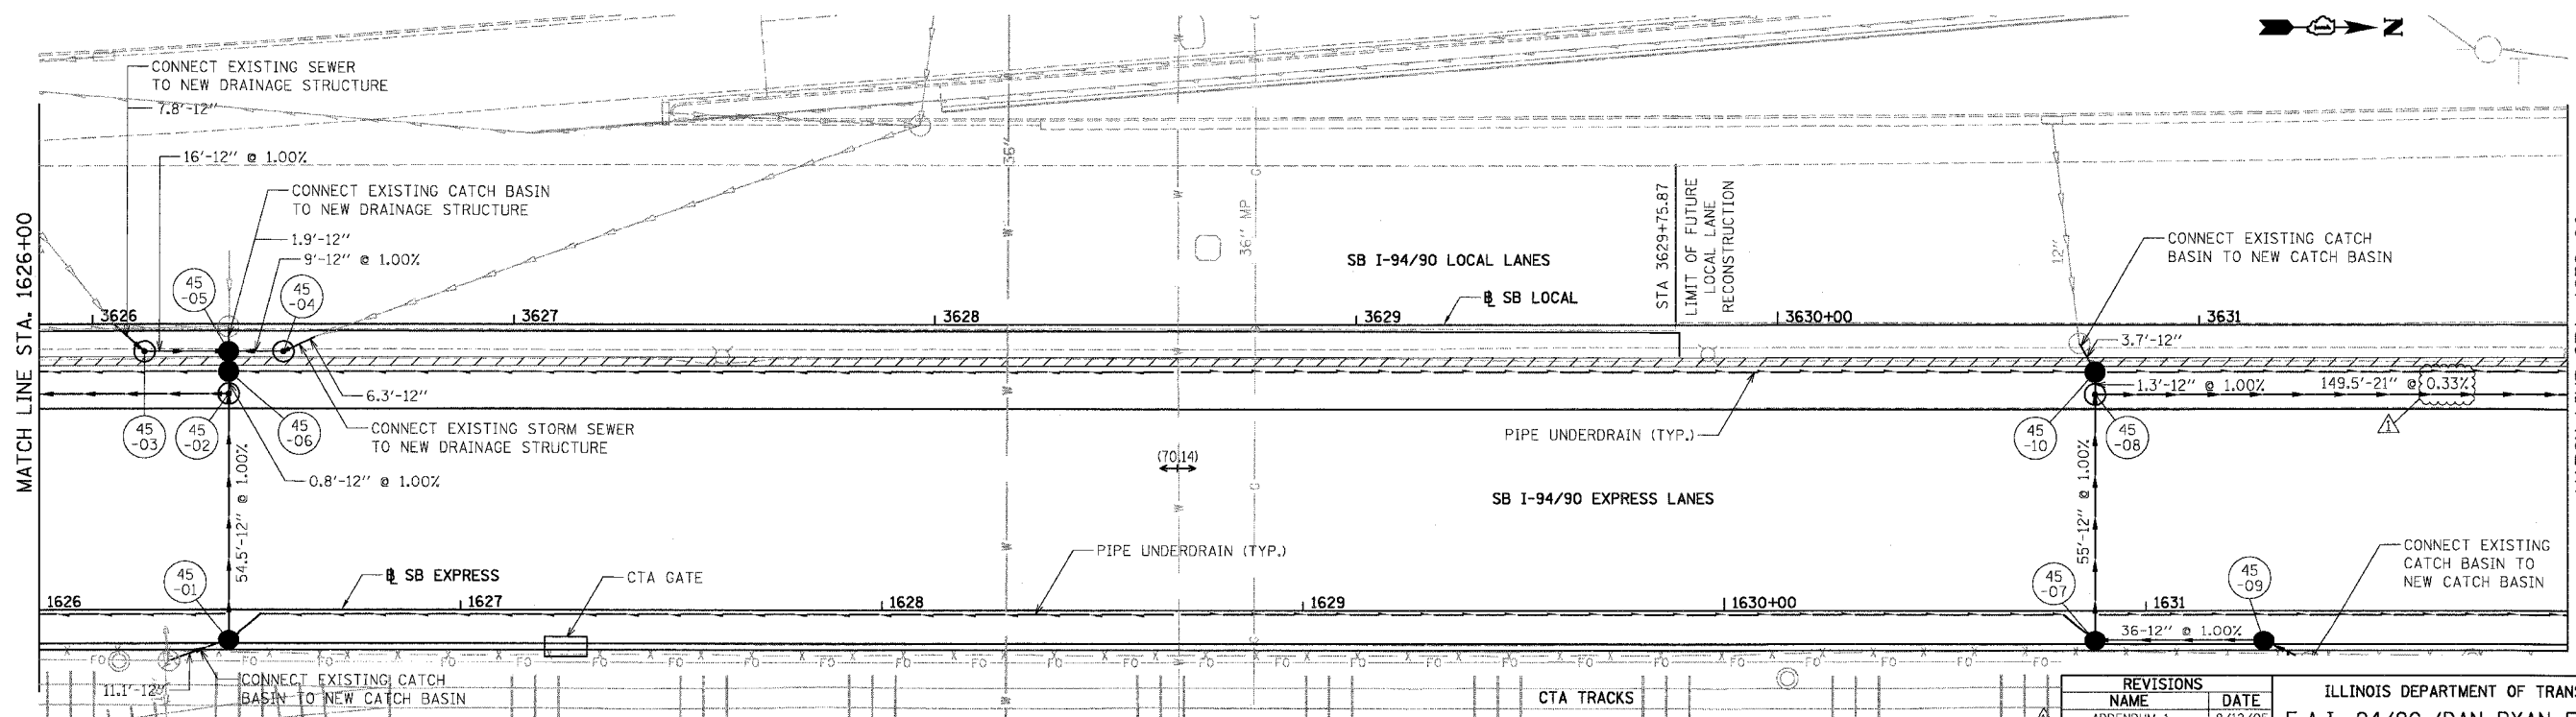 CONNECT EXISTING SEWER
TO NEW DRAINAGE STRUCTURE
7.8'-12"
16'-12" @ 1.00%
CONNECT EXISTING CATCH BASIN
TO NEW DRAINAGE STRUCTURE
1.9'-12"
9'-12" @ 1.00%
MATCH LINE STA. 1626+00
45
-05
45
-04
36"
W
W
36" MP
G
SB I-94/90 LOCAL LANES
℄ SB LOCAL
STA 3629+75.87
LIMIT OF FUTURE
LOCAL LANE
RECONSTRUCTION
N
12"
CONNECT EXISTING CATCH
BASIN TO NEW CATCH BASIN
3626
3627
3628
3629
3630+00
3631
3.7'-12"
1.3'-12" @ 1.00%
149.5'-21" @ 0.33%
1
6.3'-12"
45
-03
45
-02
45
-06
CONNECT EXISTING STORM SEWER
TO NEW DRAINAGE STRUCTURE
0.8'-12" @ 1.00%
54.5'-12" @ 1.00%
(70.14)
PIPE UNDERDRAIN (TYP.)
SB I-94/90 EXPRESS LANES
45
-10
45
-08
55'-12" @ 1.00%
45
-01
℄ SB EXPRESS
CTA GATE
PIPE UNDERDRAIN (TYP.)
45
-07
45
-09
CONNECT EXISTING
CATCH BASIN TO
NEW CATCH BASIN
1626
1627
1628
1629
1630+00
1631
36-12" @ 1.00%
FO
11.1'-12"
CONNECT EXISTING CATCH
BASIN TO NEW CATCH BASIN
CTA TRACKS
REVISIONS
NAME
DATE
ILLINOIS DEPARTMENT OF TRAN